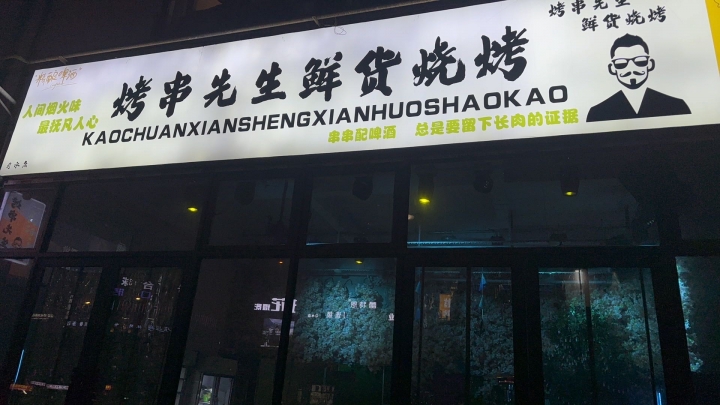 人间烟火味
最抚凡人心
烤串先生鲜货烧烤
KAOCHUANXIANSHENGXIANHUOSHAOKAO
串串配啤酒 总是要留下长肉的证据
烤串先生
鲜货烧烤